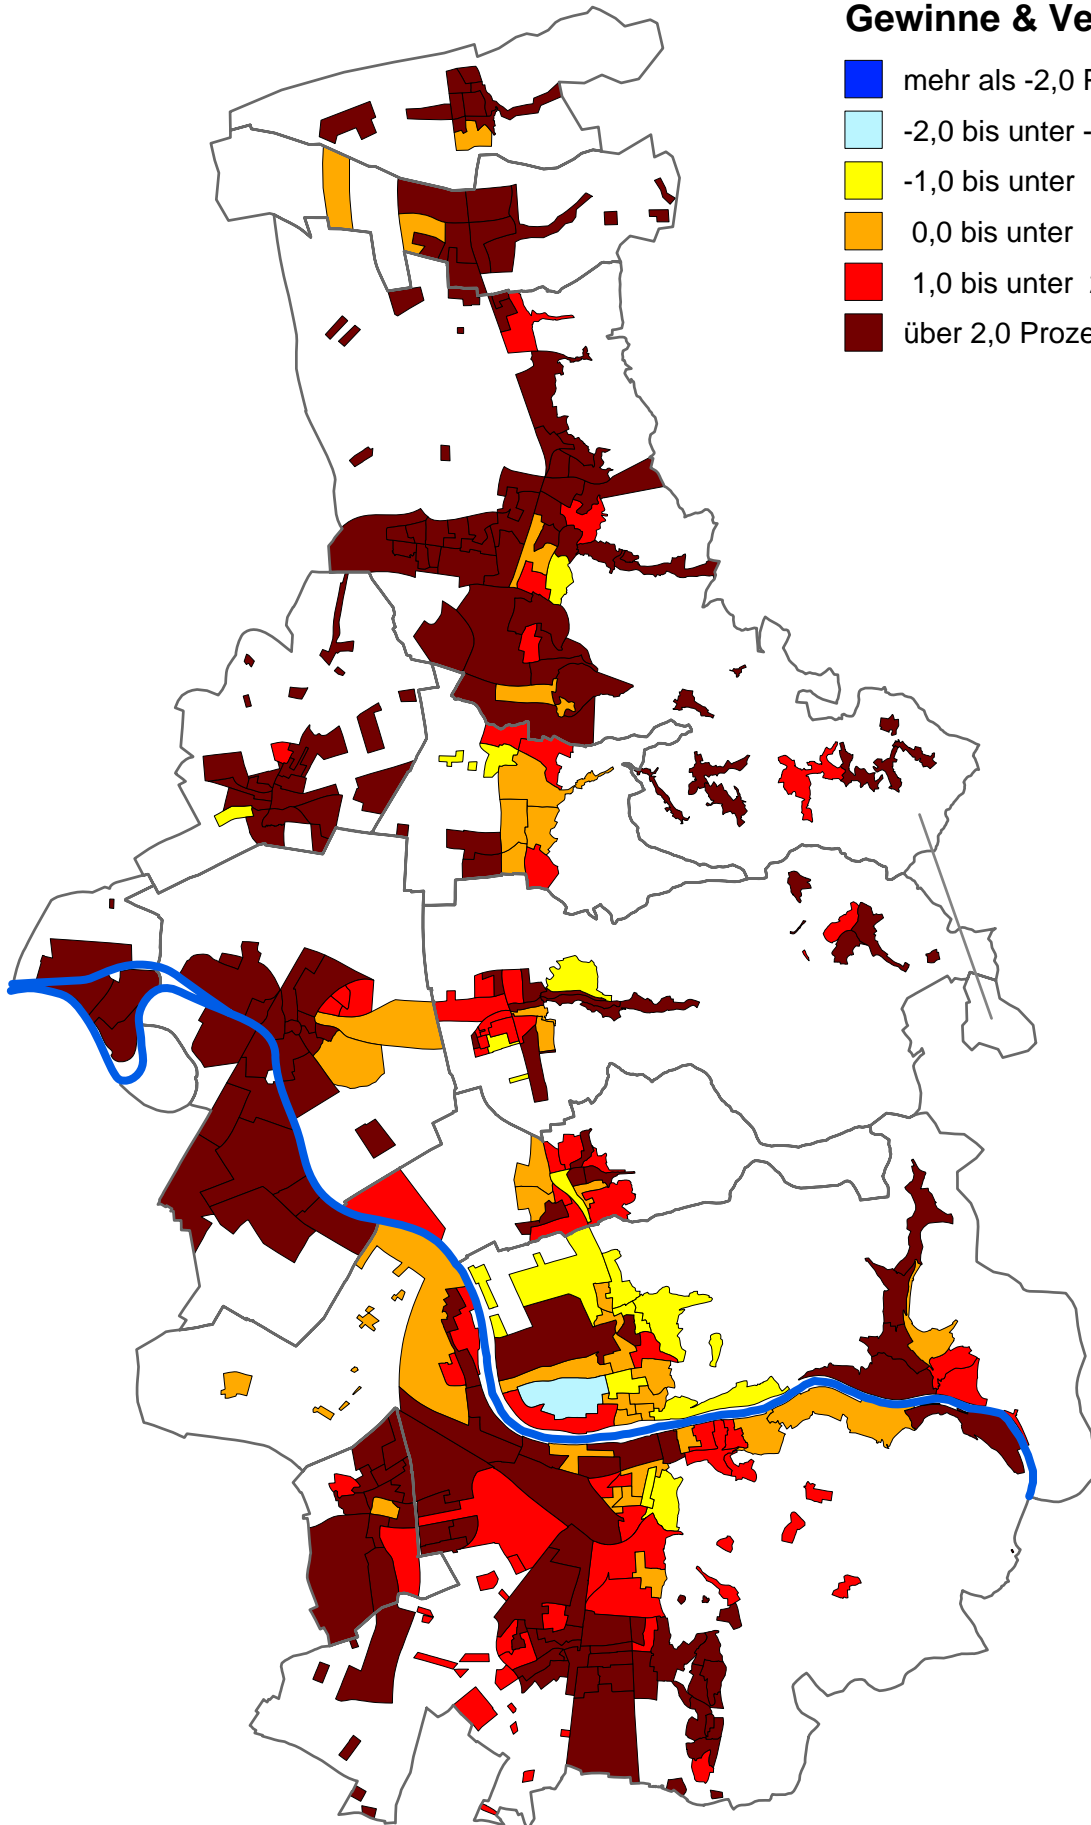 Gewinne & Ve
mehr als -2,0 P
-2,0 bis unter -
-1,0 bis unter
0,0 bis unter
1,0 bis unter
über 2,0 Proze